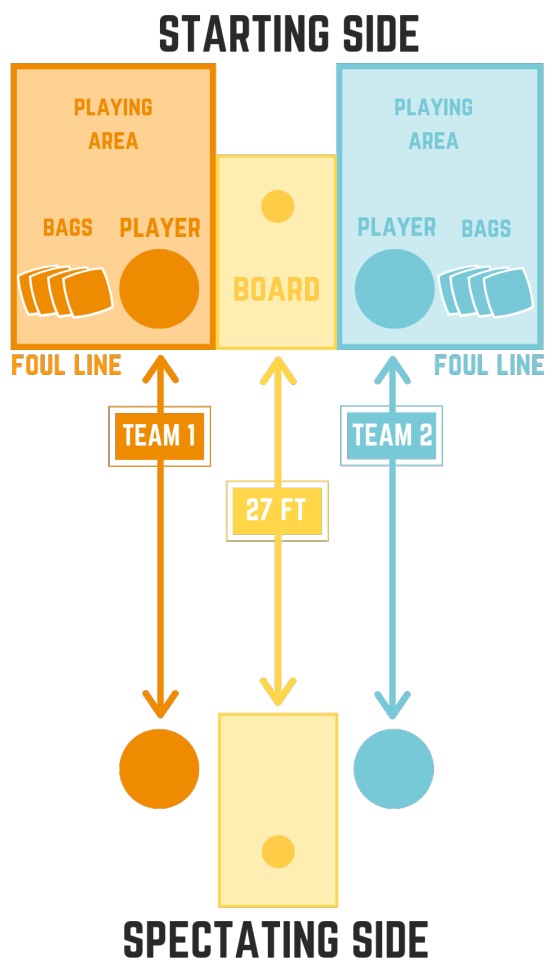 STARTING SIDE
PLAYING
AREA
PLAYING
AREA
BAGS
PLAYER
PLAYER
BAGS
BOARD
FOUL LINE
FOUL LINE
TEAM 1
TEAM 2
27 FT
SPECTATING SIDE